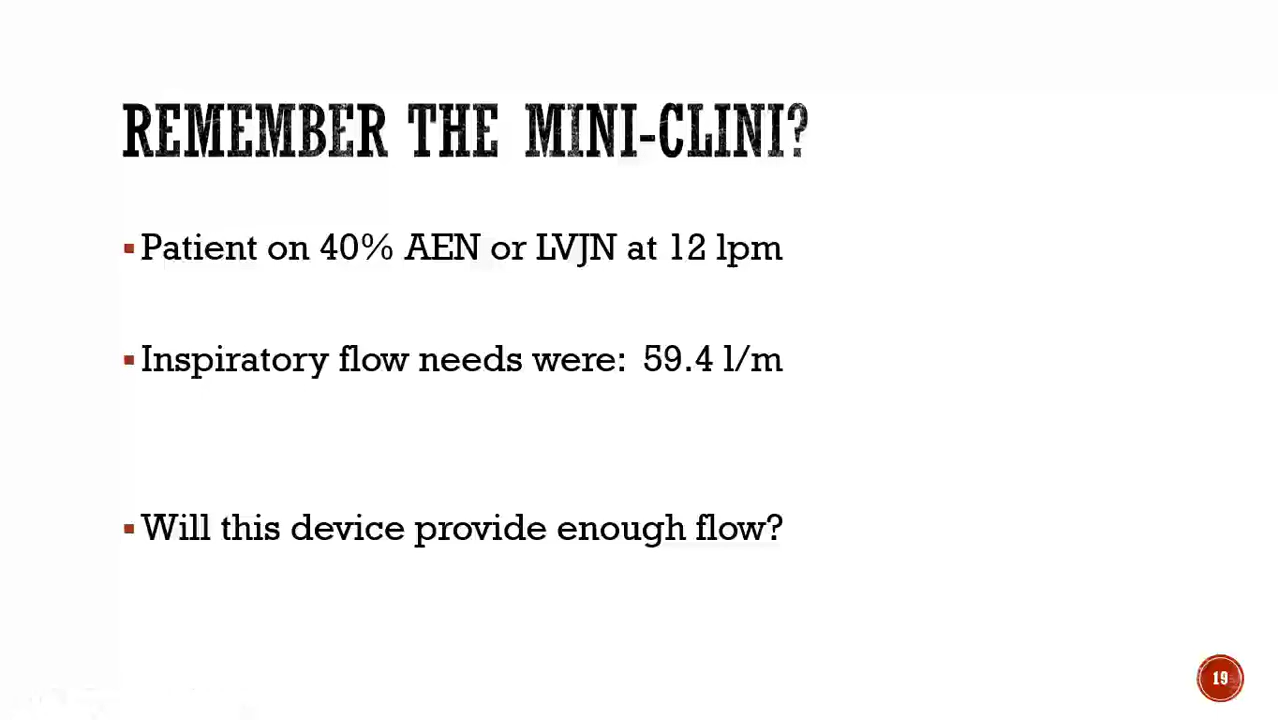 REMEMBER THE MINI-CLINI?
▪Patient on 40% AEN or LVJN at 12 lpm
▪Inspiratory flow needs were: 59.4 l/m
▪Will this device provide enough flow?
19